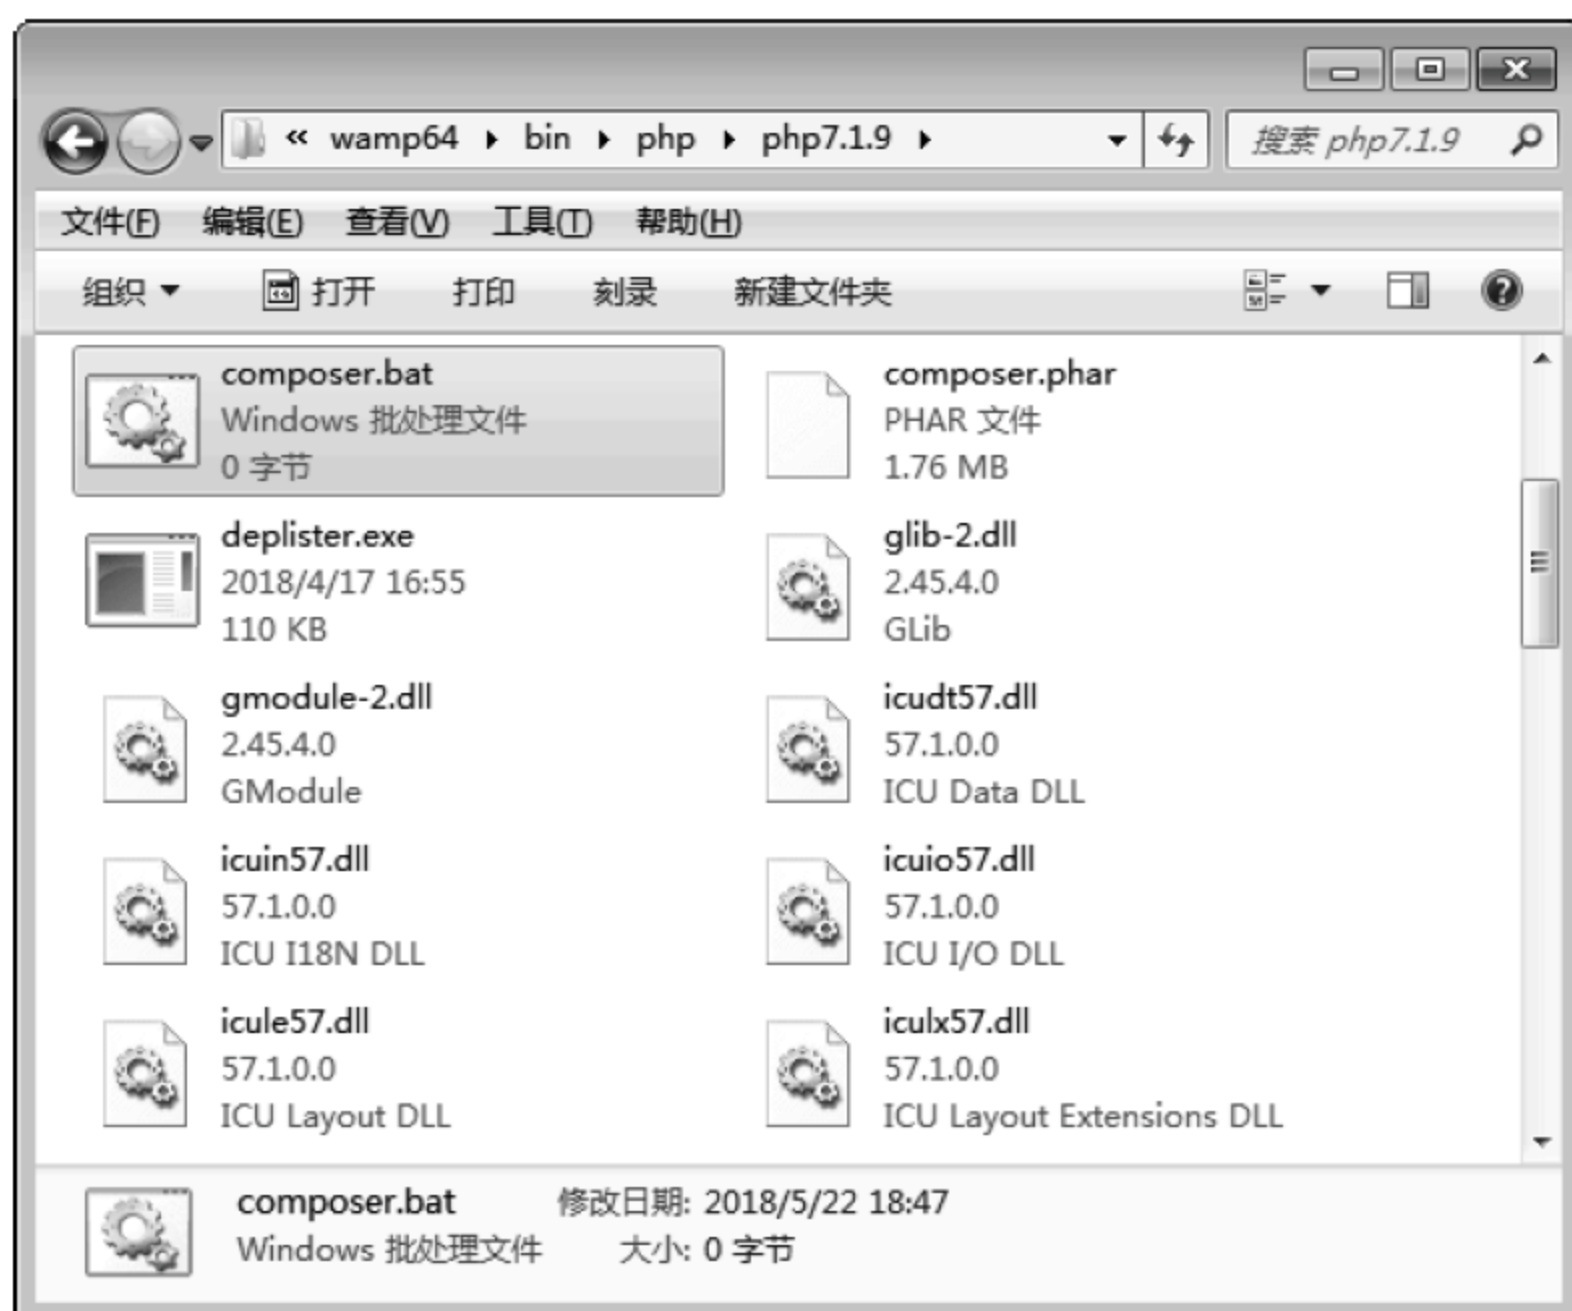 « wamp64 ▸ bin ▸ php ▸ php7.1.9 ▸
搜索 php7.1.9
文件(F) 编辑(E) 查看(V) 工具(T) 帮助(H)
组织 打开 打印 刻录 新建文件夹
composer.bat
Windows 批处理文件
0 字节
composer.phar
PHAR 文件
1.76 MB
deplister.exe
2018/4/17 16:55
110 KB
glib-2.dll
2.45.4.0
GLib
gmodule-2.dll
2.45.4.0
GModule
icudt57.dll
57.1.0.0
ICU Data DLL
icuin57.dll
57.1.0.0
ICU I18N DLL
icuio57.dll
57.1.0.0
ICU I/O DLL
icule57.dll
57.1.0.0
ICU Layout DLL
iculx57.dll
57.1.0.0
ICU Layout Extensions DLL
composer.bat 修改日期: 2018/5/22 18:47
Windows 批处理文件 大小: 0 字节